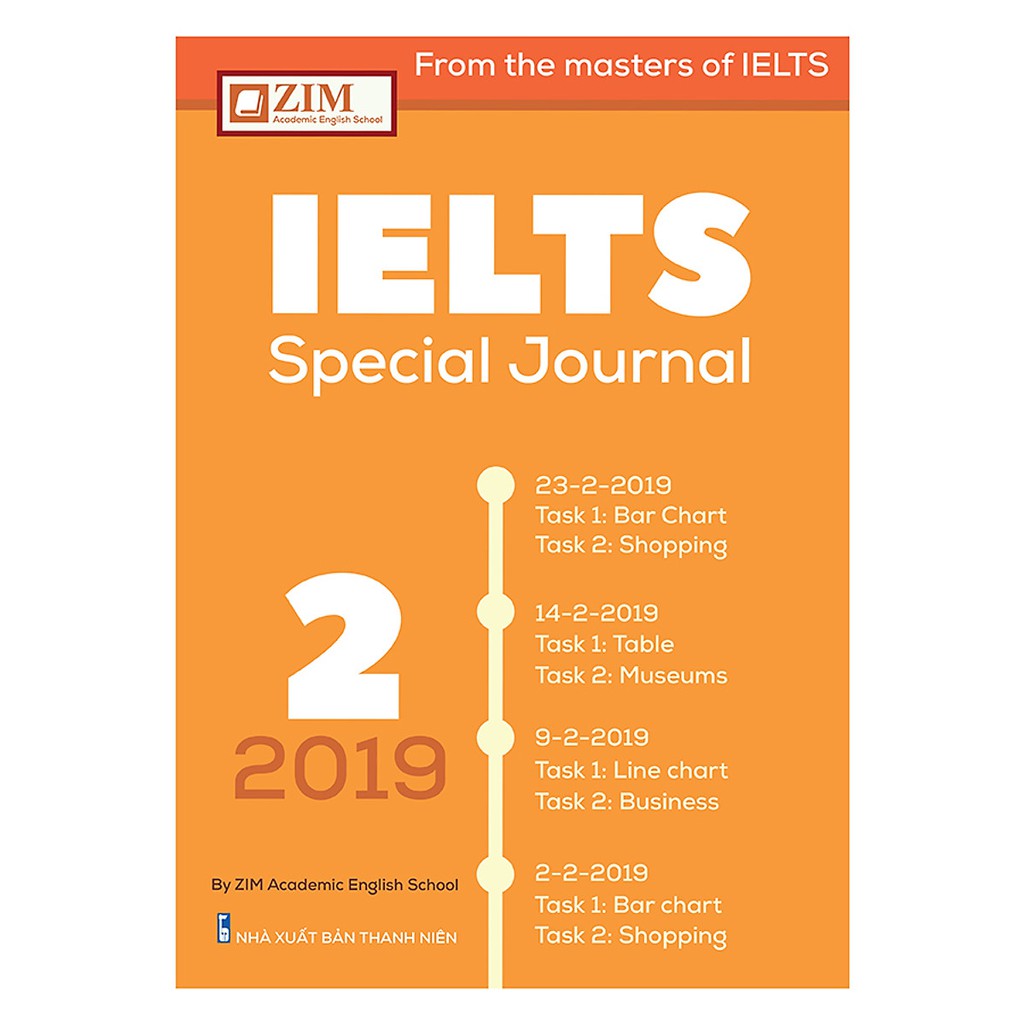 From the masters of IELTS
ZIM
Academic English School
IELTS
Special Journal
23-2-2019
Task 1: Bar Chart
Task 2: Shopping
14-2-2019
Task 1: Table
Task 2: Museums
9-2-2019
Task 1: Line chart
Task 2: Business
2-2-2019
Task 1: Bar chart
Task 2: Shopping
2
2019
By ZIM Academic English School
NHÀ XUẤT BẢN THANH NIÊN